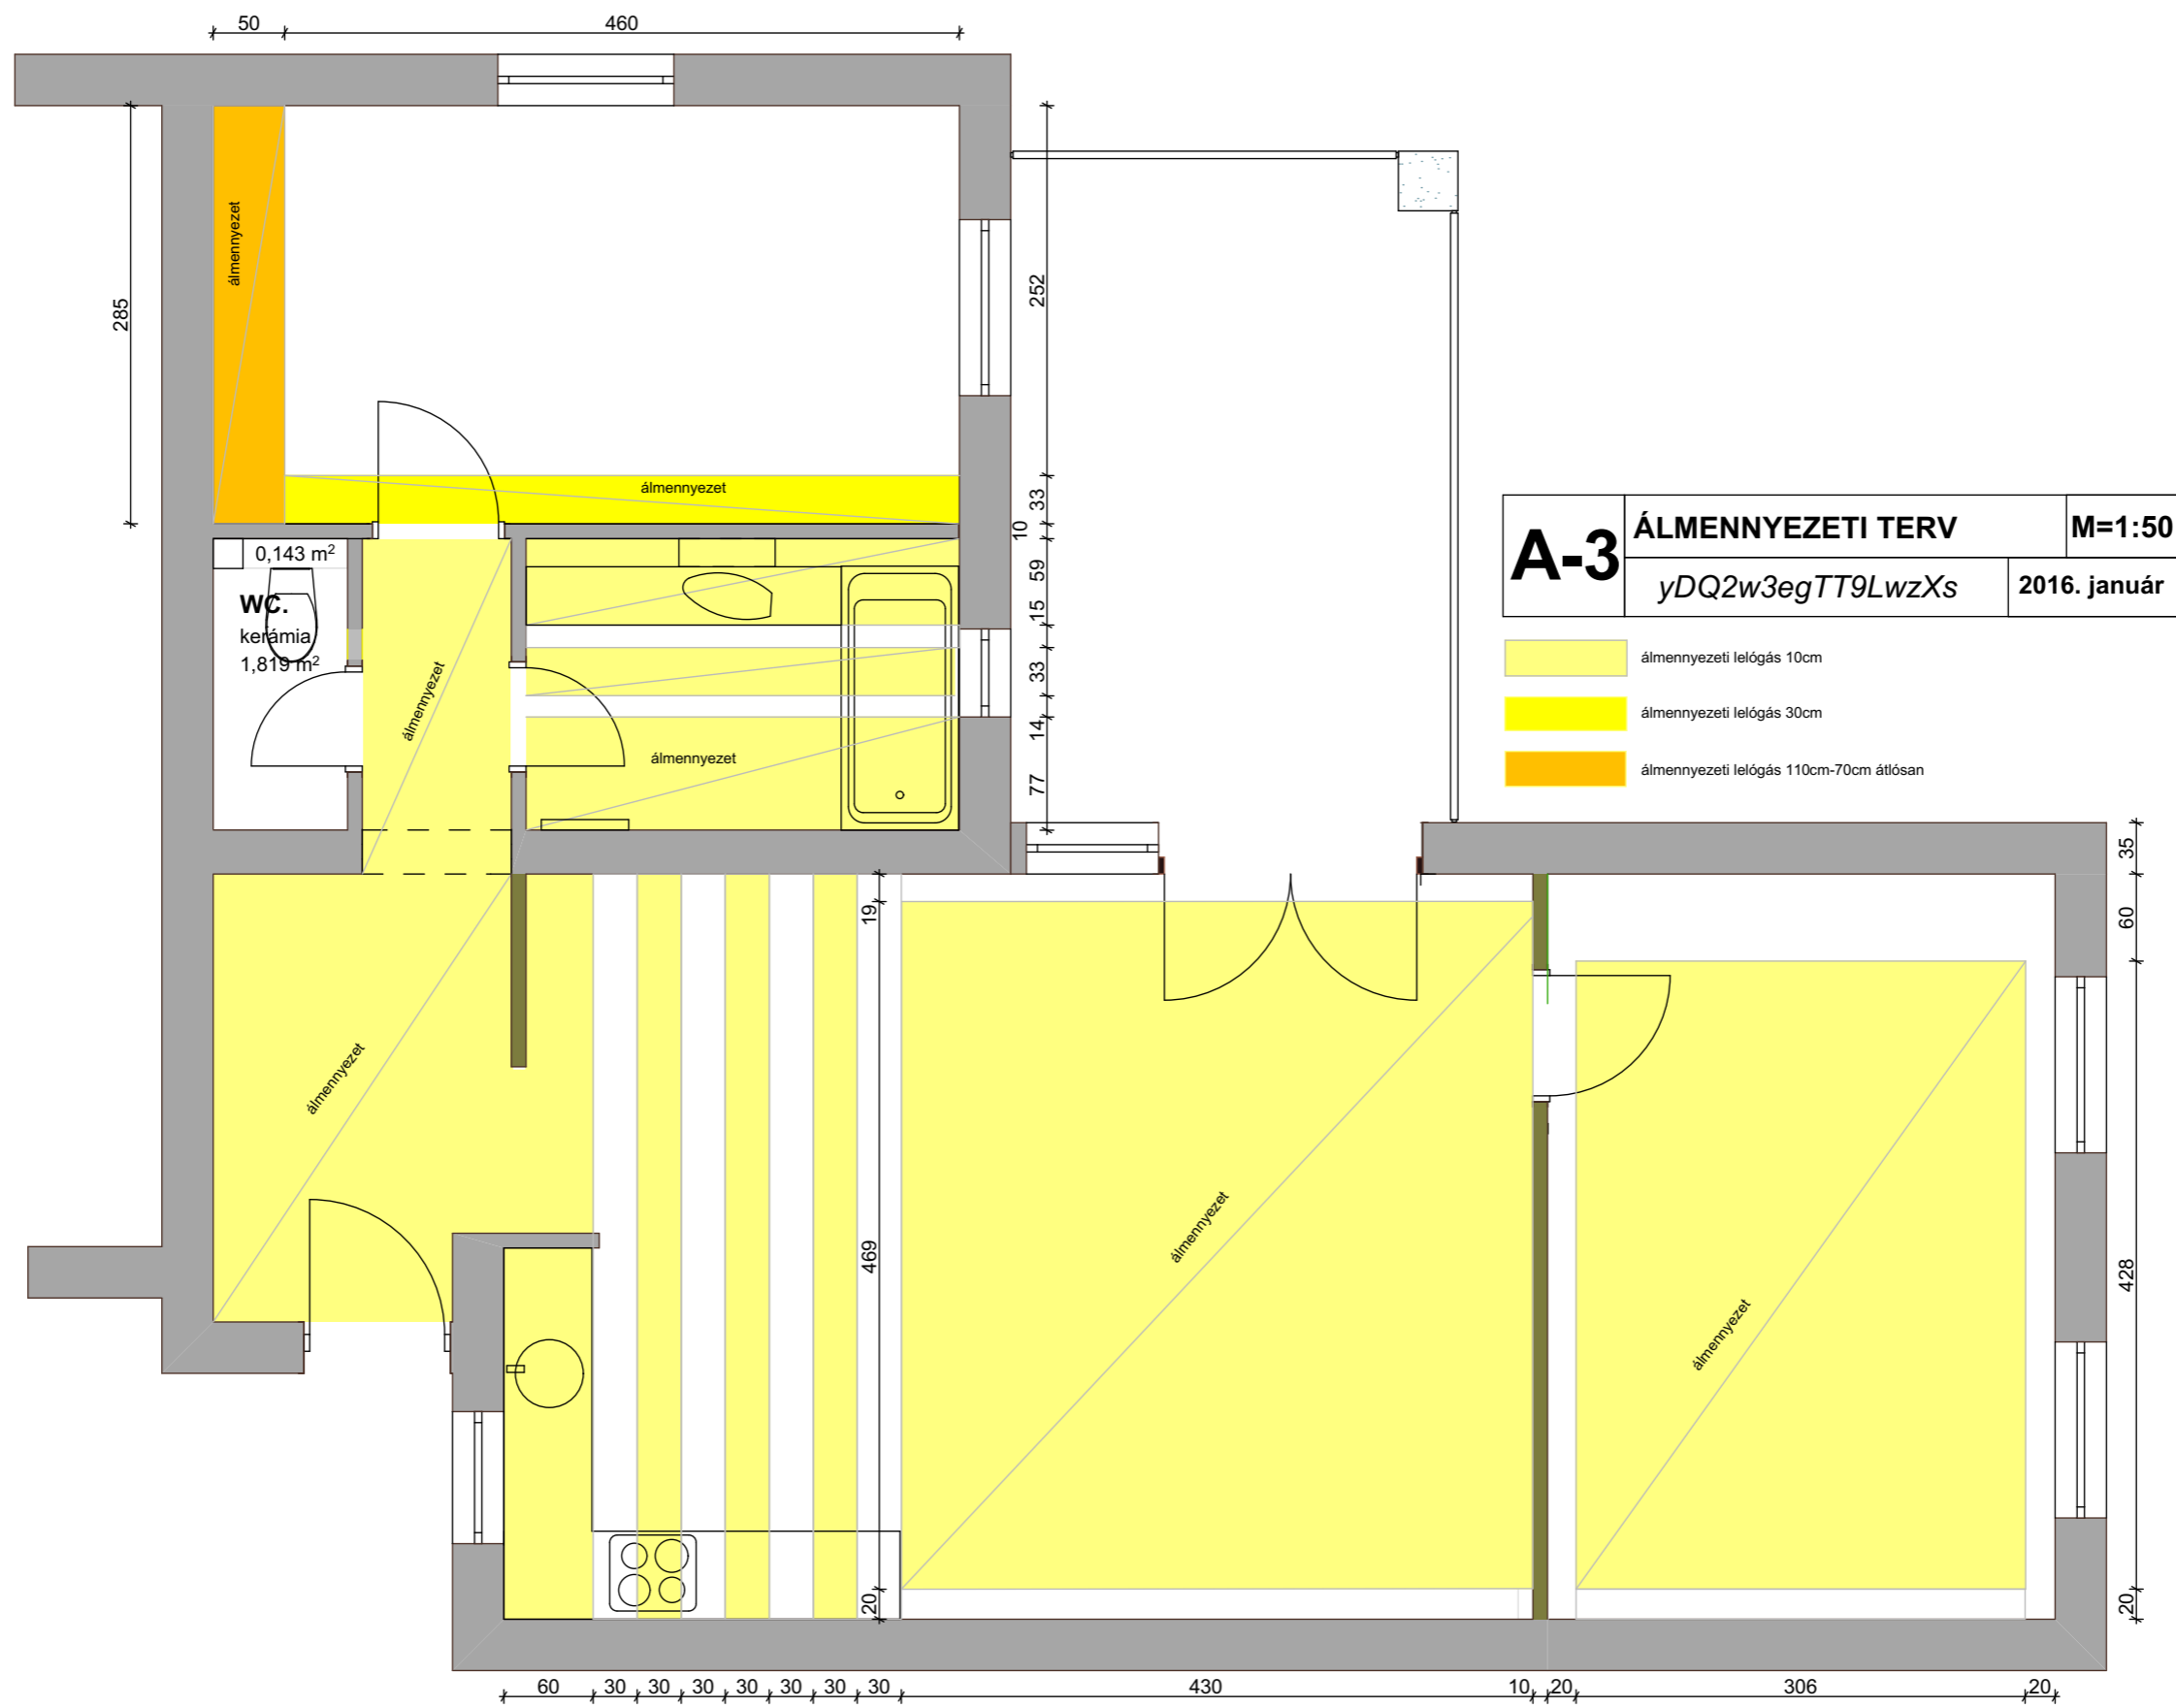 50 460
285
álmennyezet
252
33
10
59
15
33
14
77
álmennyezet
0,143 m²
WC.
kerámia
1,819 m²
álmennyezet
álmennyezet
A-3
ÁLMENNYEZETI TERV
M=1:50
yDQ2w3egTT9LwzXs
2016. január
álmennyezeti lelógás 10cm
álmennyezeti lelógás 30cm
álmennyezeti lelógás 110cm-70cm átlósan
35
60
428
20
19
469
20
álmennyezet
álmennyezet
álmennyezet
60 30 30 30 30 30 30 30 430 10 20 306 20